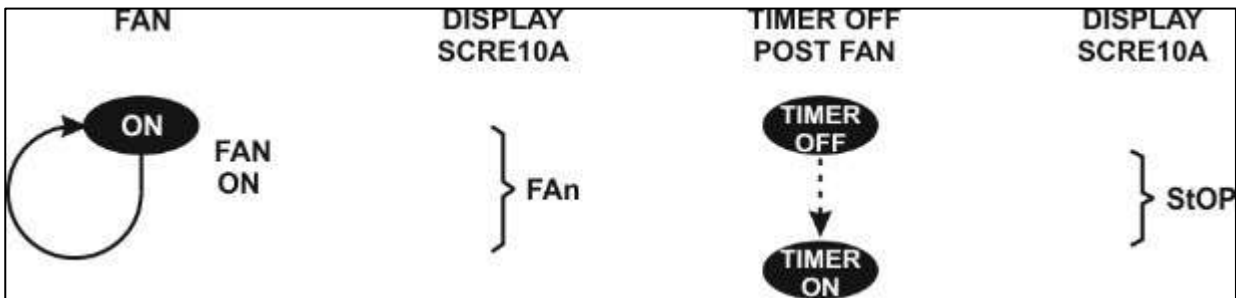 FAN
DISPLAY
SCRE10A
TIMER OFF
POST FAN
DISPLAY
SCRE10A
ON
FAN
ON
FAn
TIMER
OFF
StOP
TIMER
ON